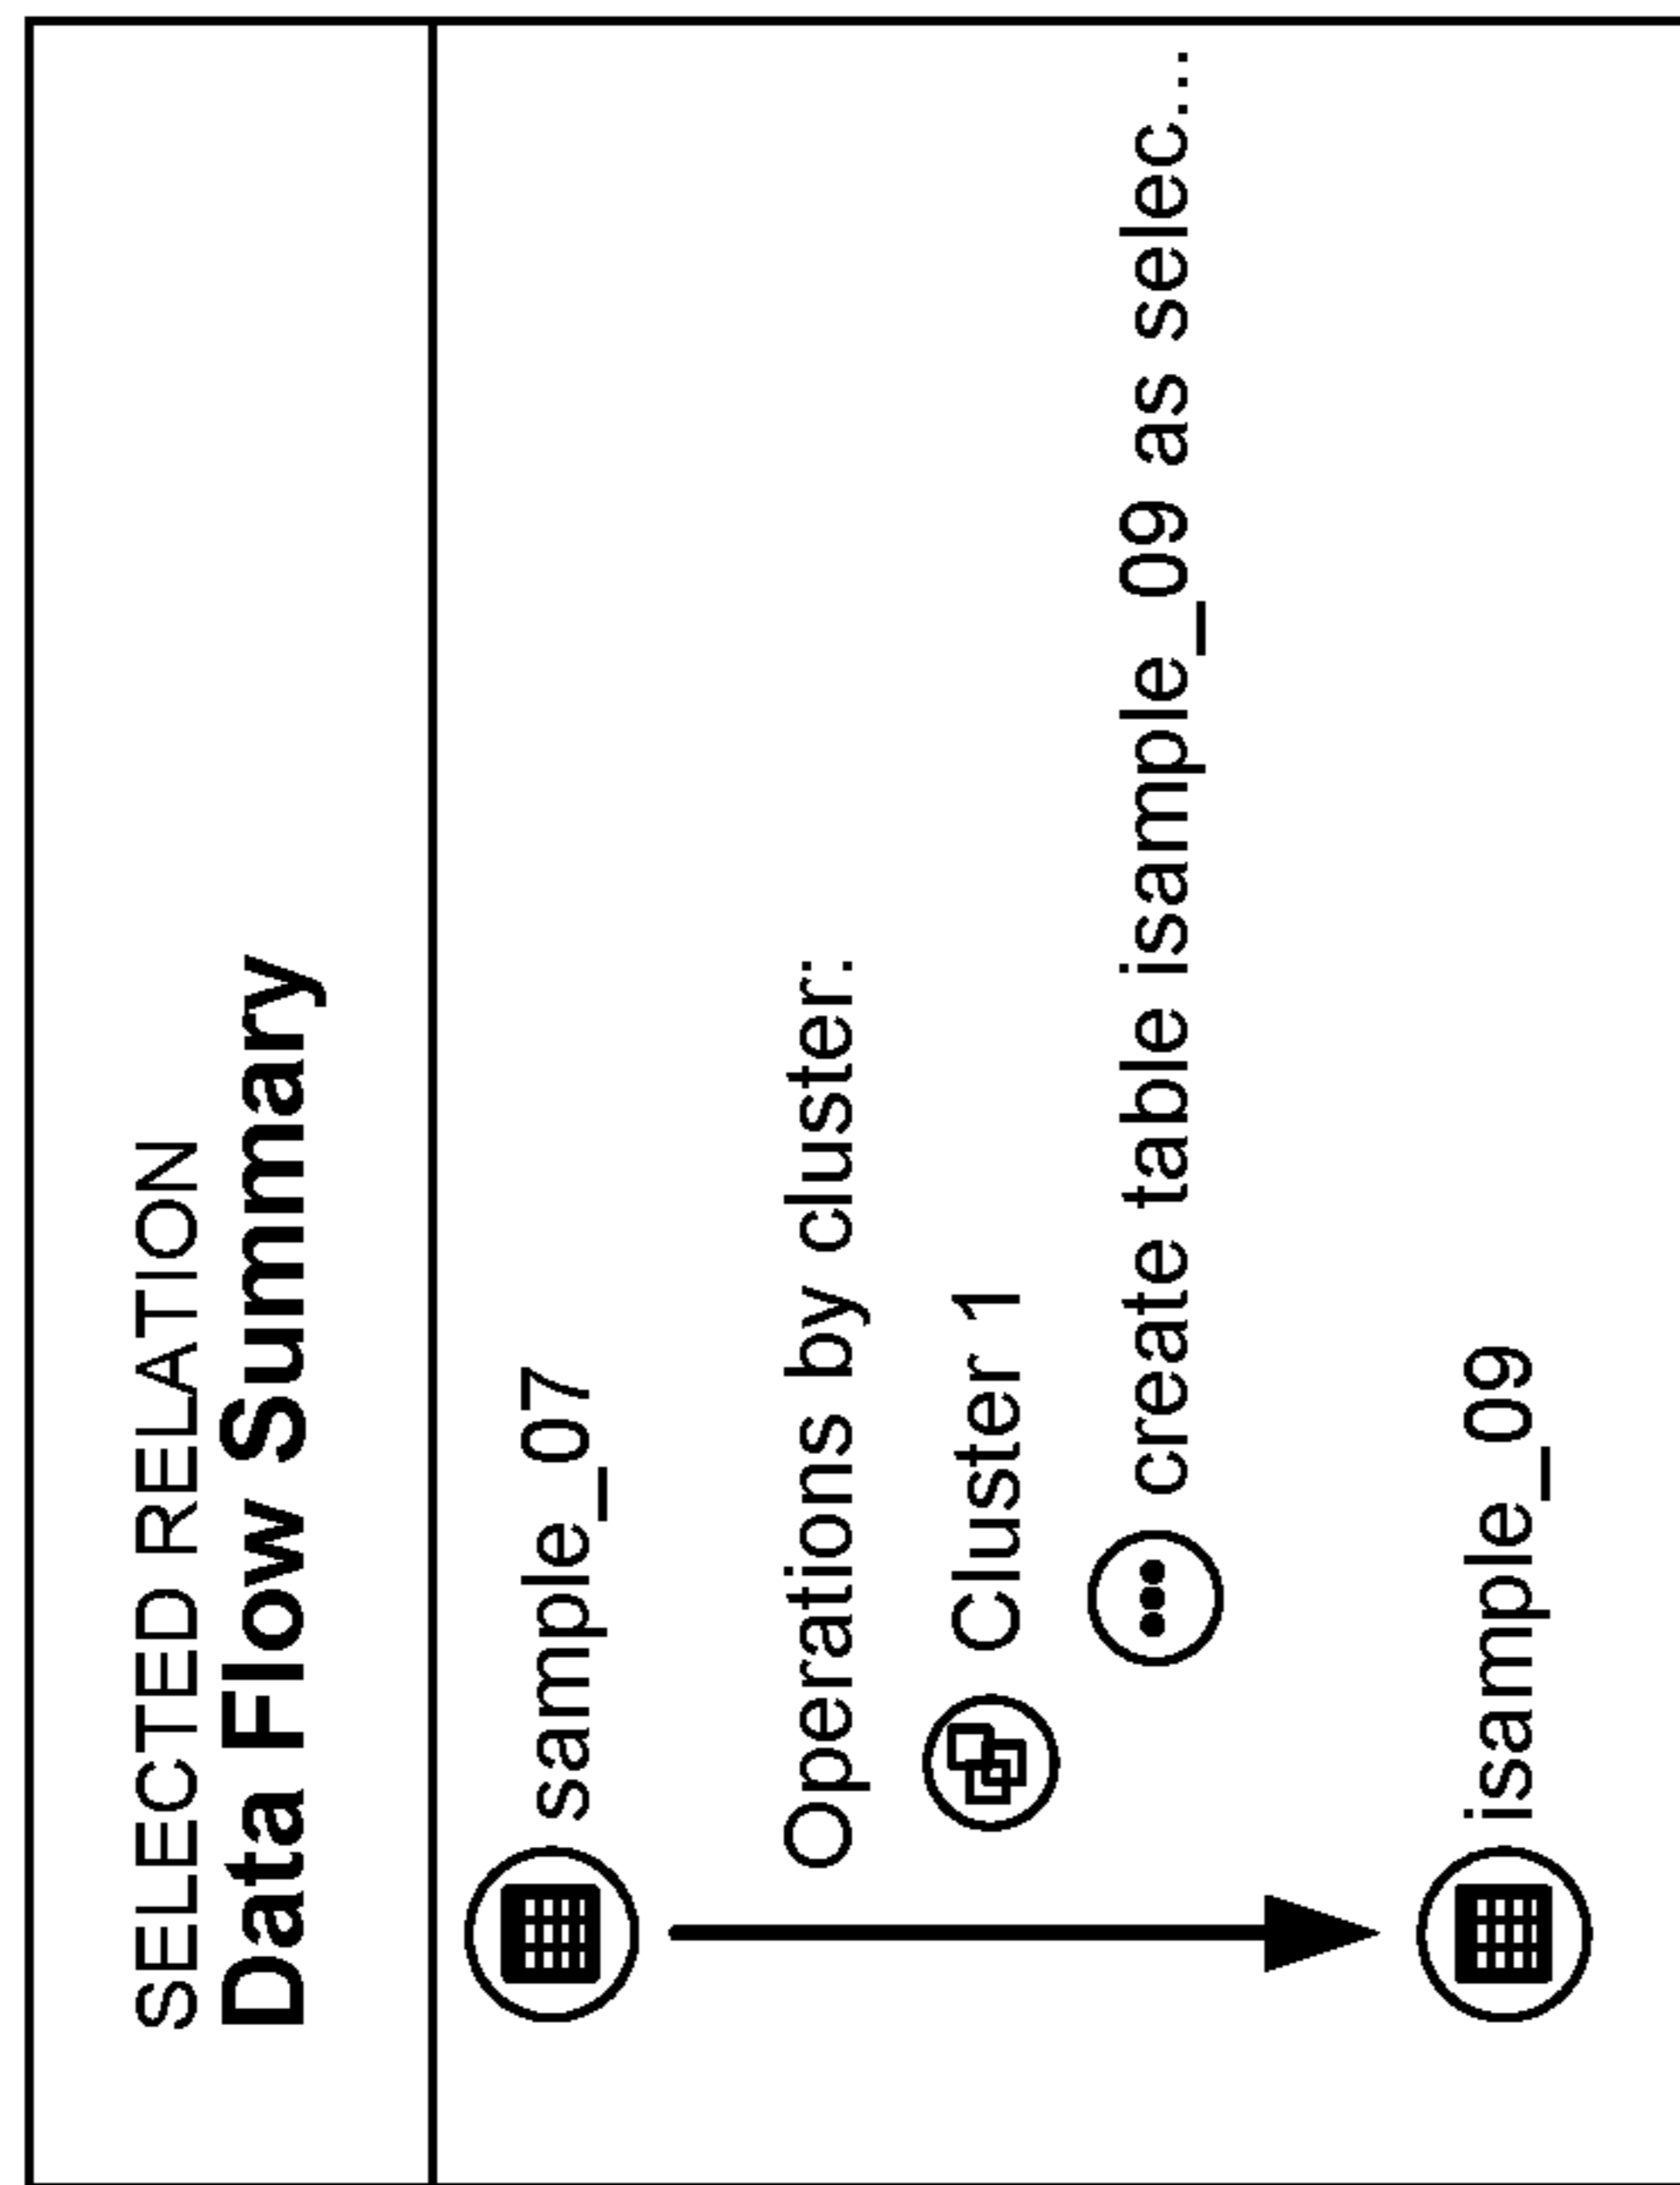 SELECTED RELATION
Data Flow Summary
sample_07
Operations by cluster:
Cluster 1
create table isample_09 as selec...
isample_09